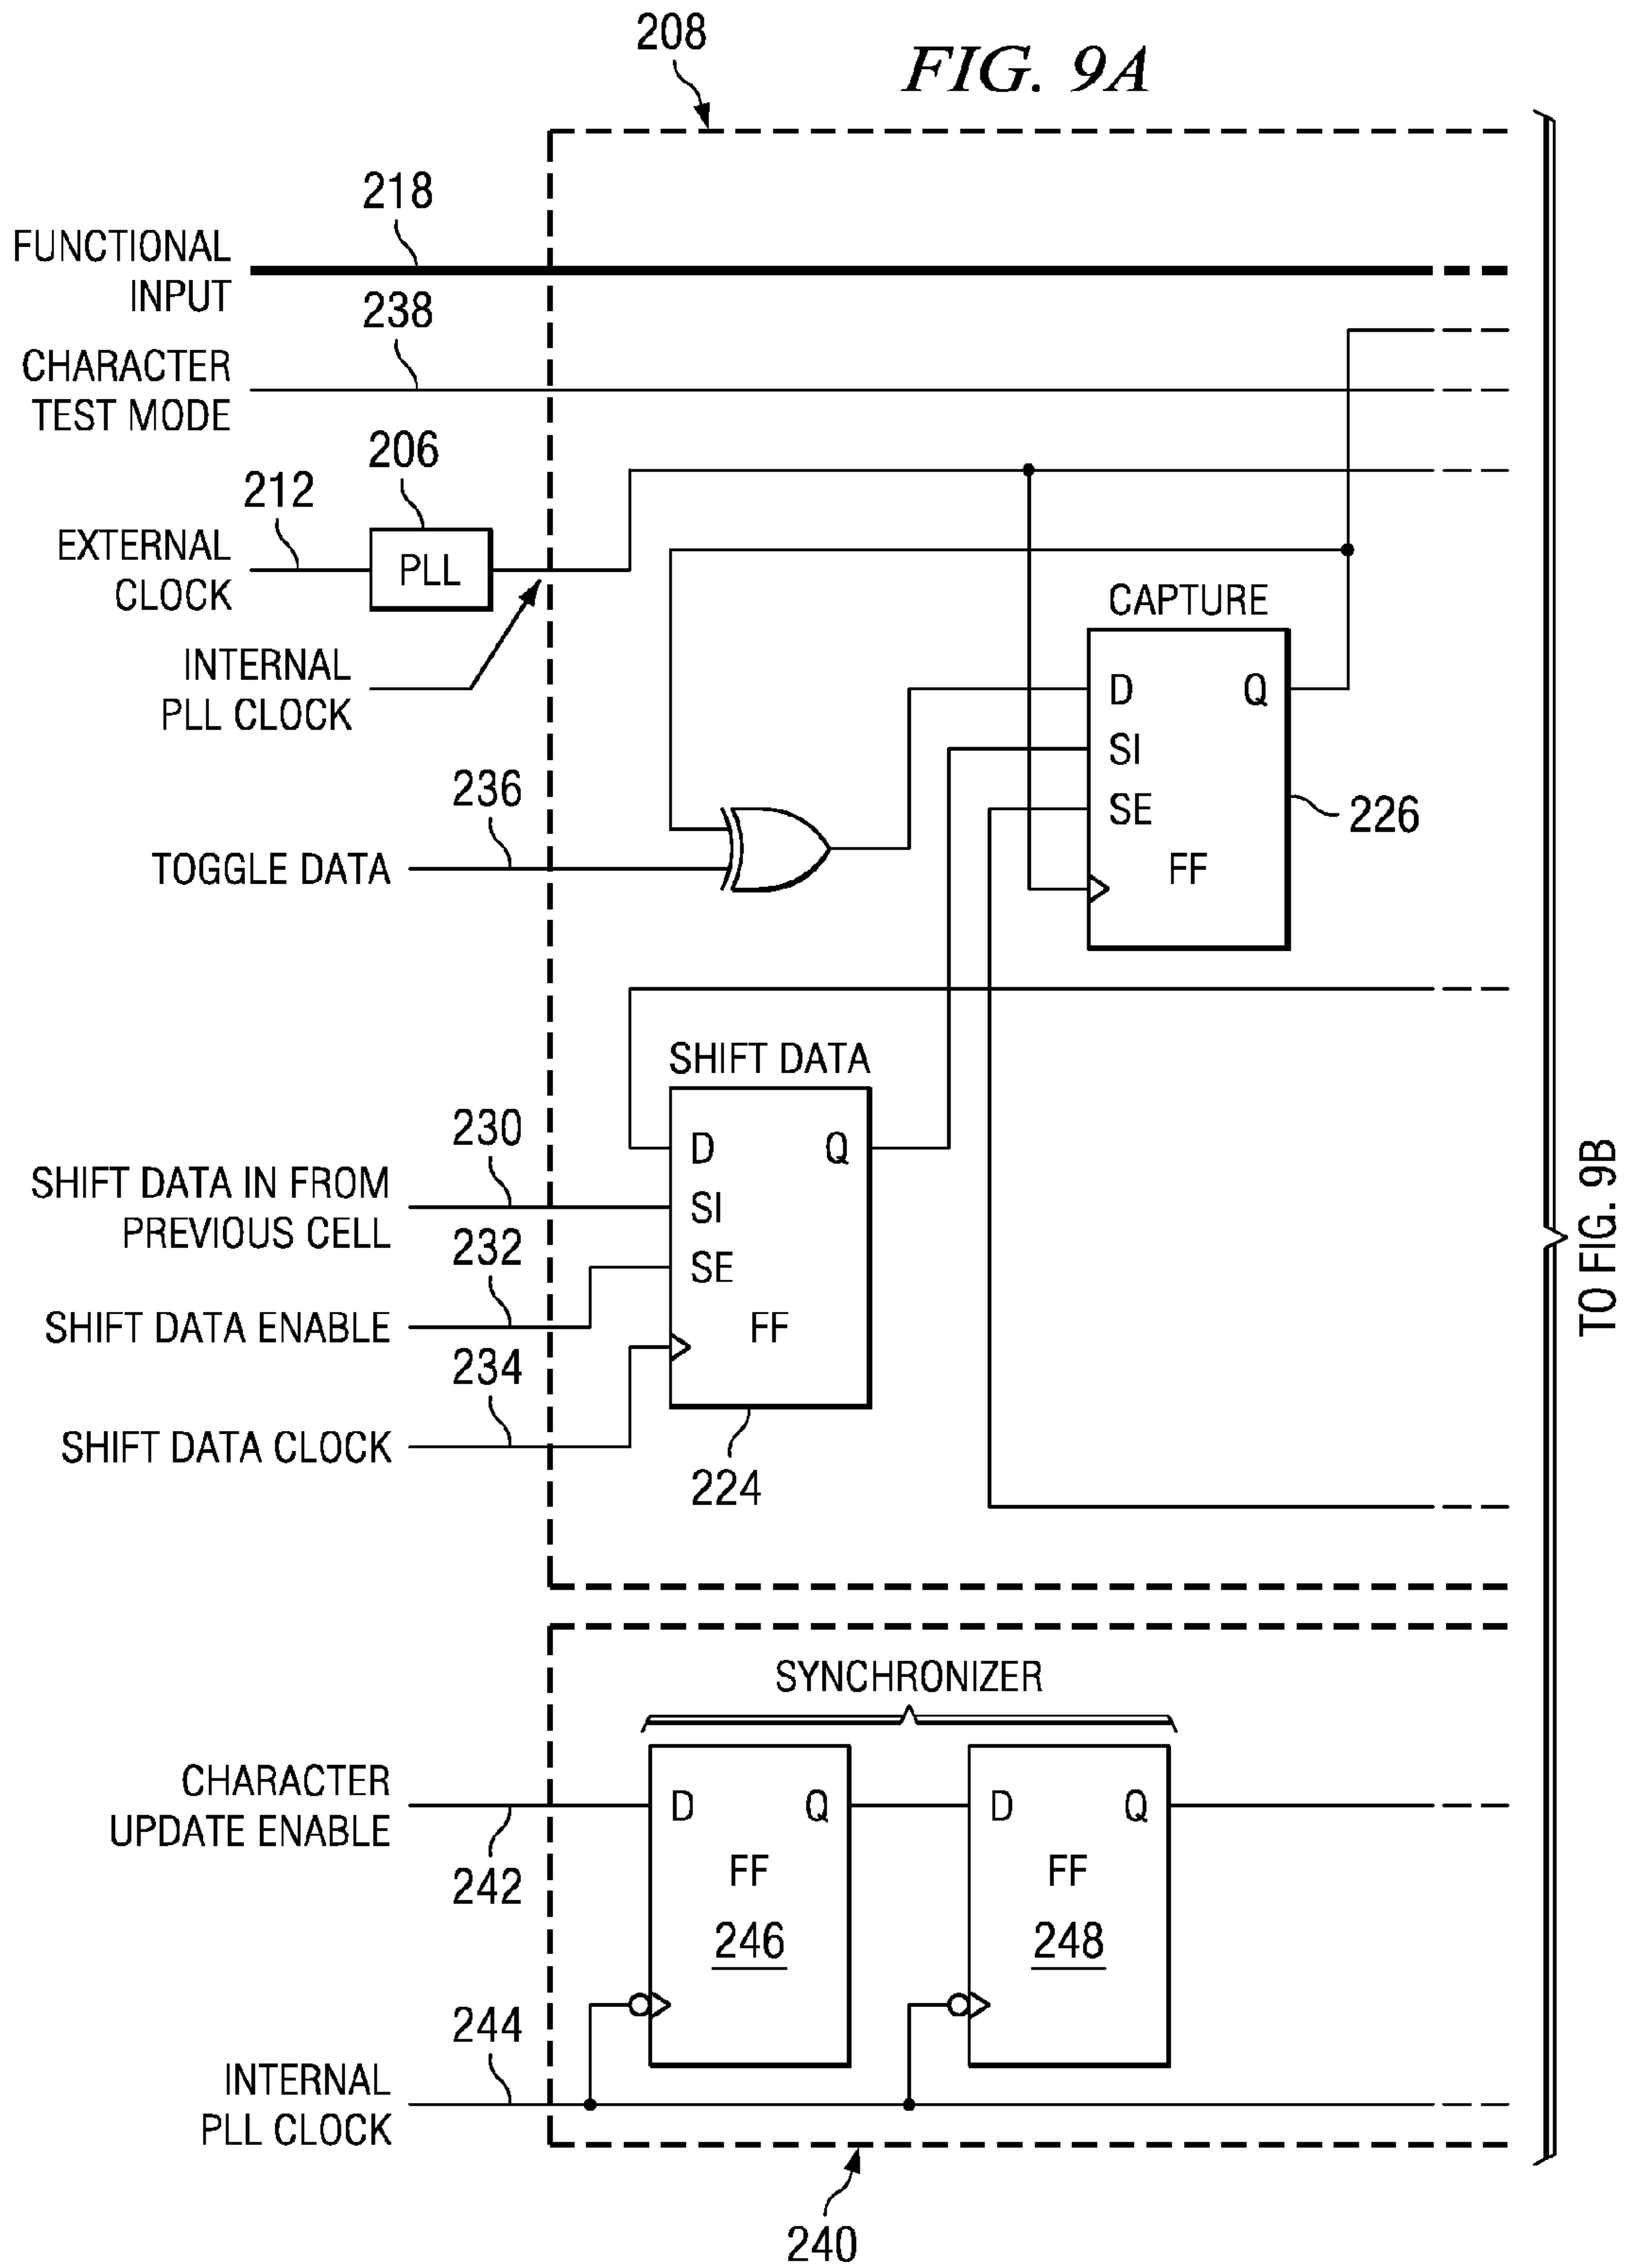 208
FIG. 9A
218
FUNCTIONAL
INPUT
238
CHARACTER
TEST MODE
206
212
EXTERNAL
CLOCK
PLL
INTERNAL
PLL CLOCK
CAPTURE
D Q
SI
SE
FF
226
236
TOGGLE DATA
SHIFT DATA
D Q
SI
SE
FF
224
230
SHIFT DATA IN FROM
PREVIOUS CELL
232
SHIFT DATA ENABLE
234
SHIFT DATA CLOCK
TO FIG. 9B
SYNCHRONIZER
CHARACTER
UPDATE ENABLE
242
D Q
FF
246
D Q
FF
248
244
INTERNAL
PLL CLOCK
240